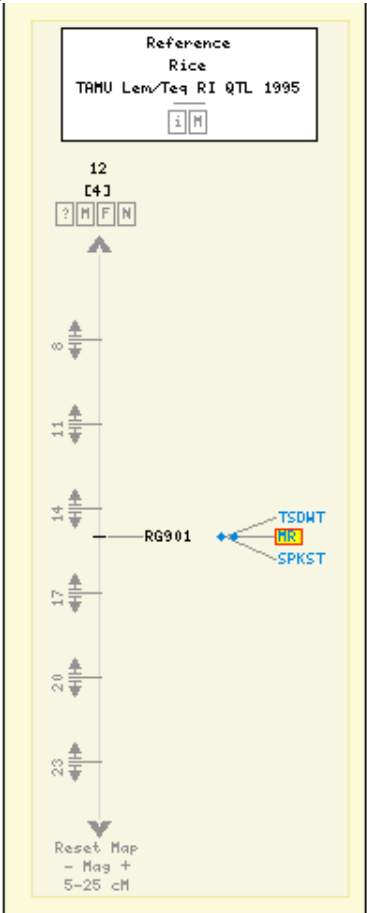 Reference
Rice
TAMU Lem/Teq RI QTL 1995
i M
12
[4]
? M F N
8
11
14
TSDWT
RG901
MR
SPKST
17
20
23
Reset Map
- Mag +
5-25 cM